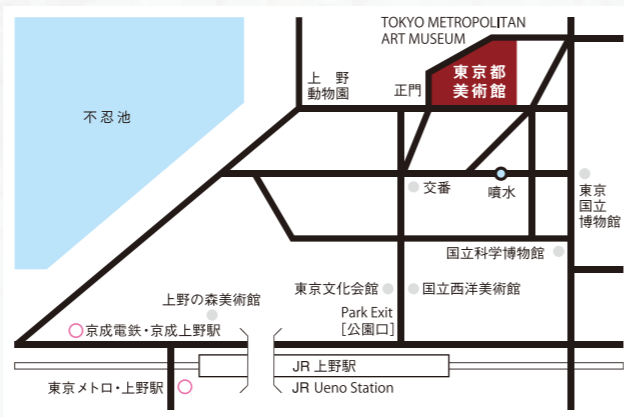 TOKYO METROPOLITAN
ART MUSEUM
東京都
美術館
上野
動物園
正門
不忍池
交番
噴水
東京
国立
博物館
国立科学博物館
上野の森美術館
東京文化会館
国立西洋美術館
Park Exit
[公園口]
京成電鉄・京成上野駅
JR 上野駅
東京メトロ・上野駅
JR Ueno Station